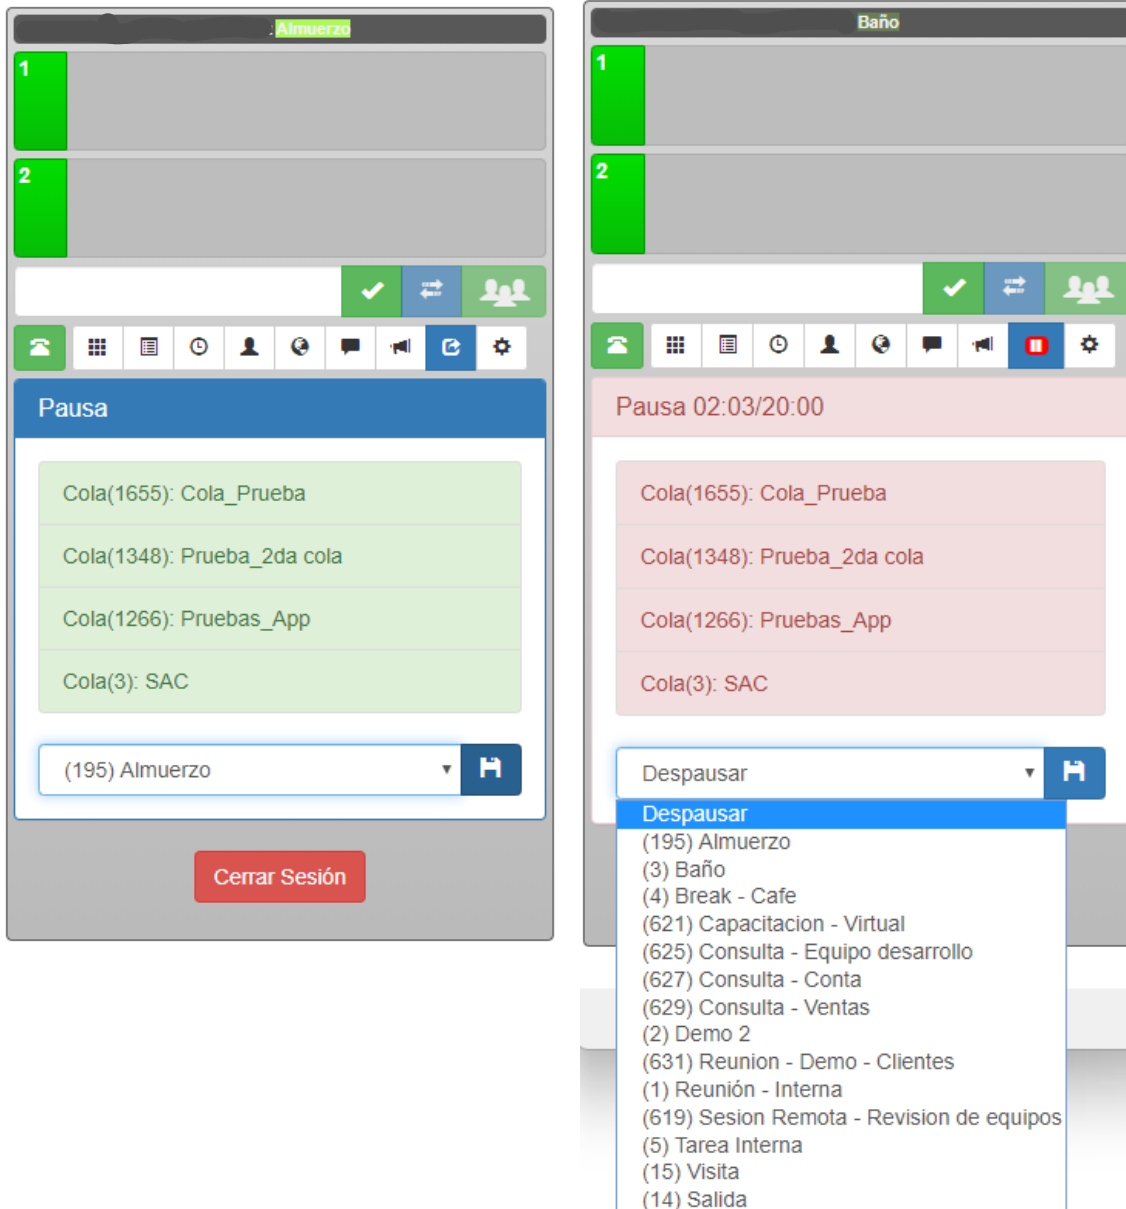 : Almuerzo
1
2
Pausa
Cola(1655): Cola_Prueba
Cola(1348): Prueba_2da cola
Cola(1266): Pruebas_App
Cola(3): SAC
(195) Almuerzo
Cerrar Sesión
Baño
1
2
Pausa 02:03/20:00
Cola(1655): Cola_Prueba
Cola(1348): Prueba_2da cola
Cola(1266): Pruebas_App
Cola(3): SAC
Despausar
Despausar
(195) Almuerzo
(3) Baño
(4) Break - Cafe
(621) Capacitacion - Virtual
(625) Consulta - Equipo desarrollo
(627) Consulta - Conta
(629) Consulta - Ventas
(2) Demo 2
(631) Reunion - Demo - Clientes
(1) Reunión - Interna
(619) Sesion Remota - Revision de equipos
(5) Tarea Interna
(15) Visita
(14) Salida